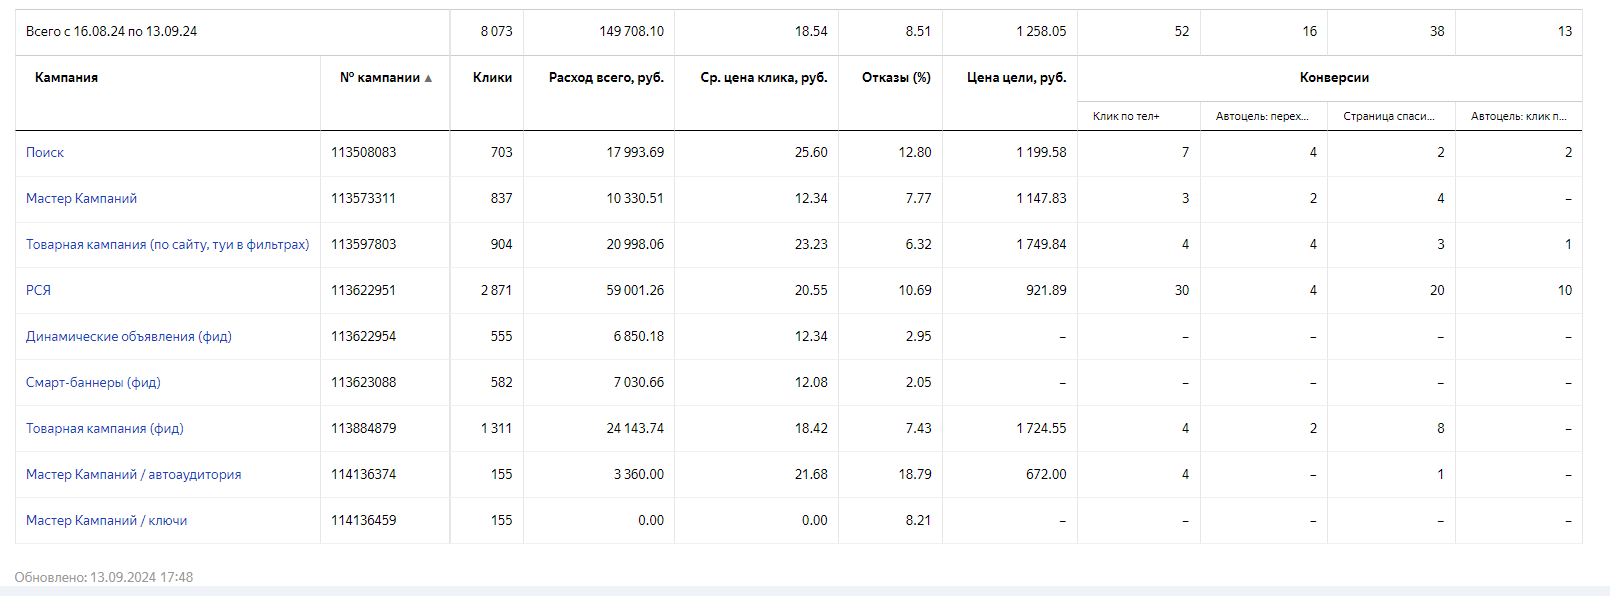 Всего с 16.08.24 по 13.09.24 8 073 149 708.10 18.54 8.51 1 258.05 52 16 38 13
Кампания № кампании ▲ Клики Расход всего, руб. Ср. цена клика, руб. Отказы (%) Цена цели, руб. Конверсии
Клик по тел+ Автоцель: перех... Страница спаси... Автоцель: клик п...
Поиск 113508083 703 17 993.69 25.60 12.80 1 199.58 7 4 2 2
Мастер Кампаний 113573311 837 10 330.51 12.34 7.77 1 147.83 3 2 4 –
Товарная кампания (по сайту, туи в фильтрах) 113597803 904 20 998.06 23.23 6.32 1 749.84 4 4 3 1
РСЯ 113622951 2 871 59 001.26 20.55 10.69 921.89 30 4 20 10
Динамические объявления (фид) 113622954 555 6 850.18 12.34 2.95 – – – – –
Смарт-баннеры (фид) 113623088 582 7 030.66 12.08 2.05 – – – – –
Товарная кампания (фид) 113884879 1 311 24 143.74 18.42 7.43 1 724.55 4 2 8 –
Мастер Кампаний / автоаудитория 114136374 155 3 360.00 21.68 18.79 672.00 4 – 1 –
Мастер Кампаний / ключи 114136459 155 0.00 0.00 8.21 – – – – –
Обновлено: 13.09.2024 17:48